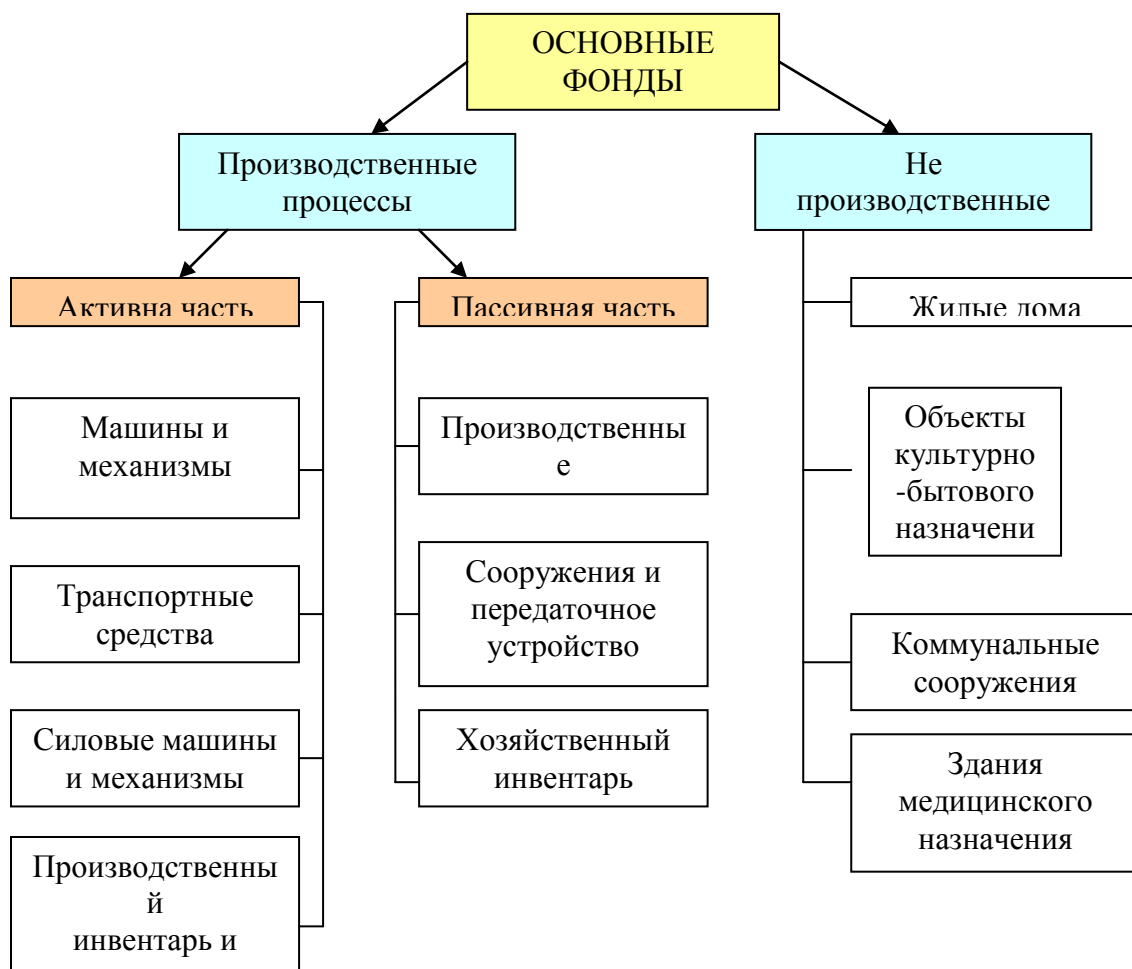 ОСНОВНЫЕ
ФОНДЫ
Производственные
процессы
Не
производственные
Активна часть
Пассивная часть
Жилые дома
Машины и
механизмы
Производственны
е
Объекты
культурно
-бытового
назначени
Транспортные
средства
Сооружения и
передаточное
устройство
Коммунальные
сооружения
Силовые машины
и механизмы
Хозяйственный
инвентарь
Здания
медицинского
назначения
Производственны
й
инвентарь и